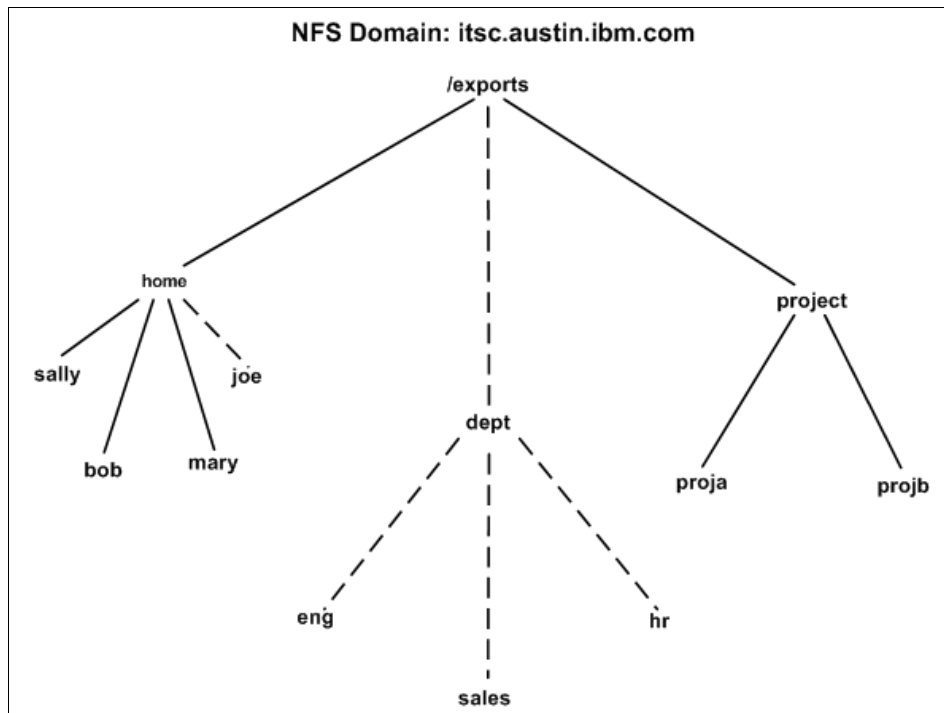 NFS Domain: itsc.austin.ibm.com
/exports
home
project
sally
joe
dept
bob
mary
proja
projb
eng
hr
sales